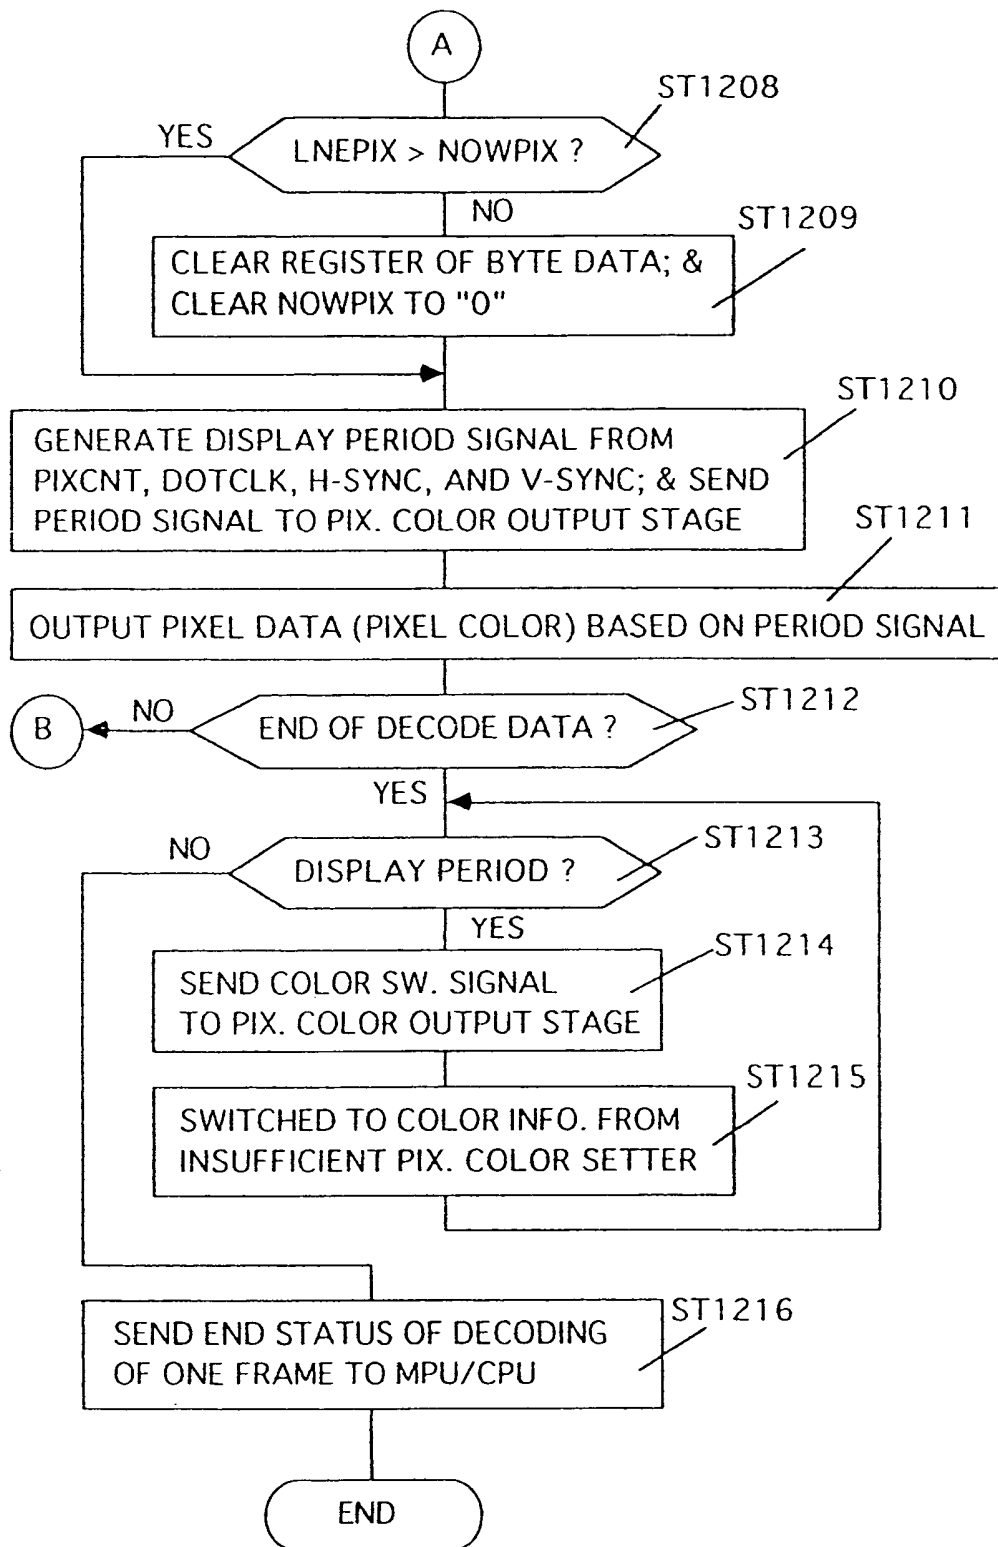 A
ST1208
YES
LNEPIX > NOWPIX ?
NO
ST1209
CLEAR REGISTER OF BYTE DATA; &
CLEAR NOWPIX TO "0"
ST1210
GENERATE DISPLAY PERIOD SIGNAL FROM
PIXCNT, DOTCLK, H-SYNC, AND V-SYNC; & SEND
PERIOD SIGNAL TO PIX. COLOR OUTPUT STAGE
ST1211
OUTPUT PIXEL DATA (PIXEL COLOR) BASED ON PERIOD SIGNAL
ST1212
B
NO
END OF DECODE DATA ?
YES
ST1213
NO
DISPLAY PERIOD ?
YES
ST1214
SEND COLOR SW. SIGNAL
TO PIX. COLOR OUTPUT STAGE
ST1215
SWITCHED TO COLOR INFO. FROM
INSUFFICIENT PIX. COLOR SETTER
ST1216
SEND END STATUS OF DECODING
OF ONE FRAME TO MPU/CPU
END